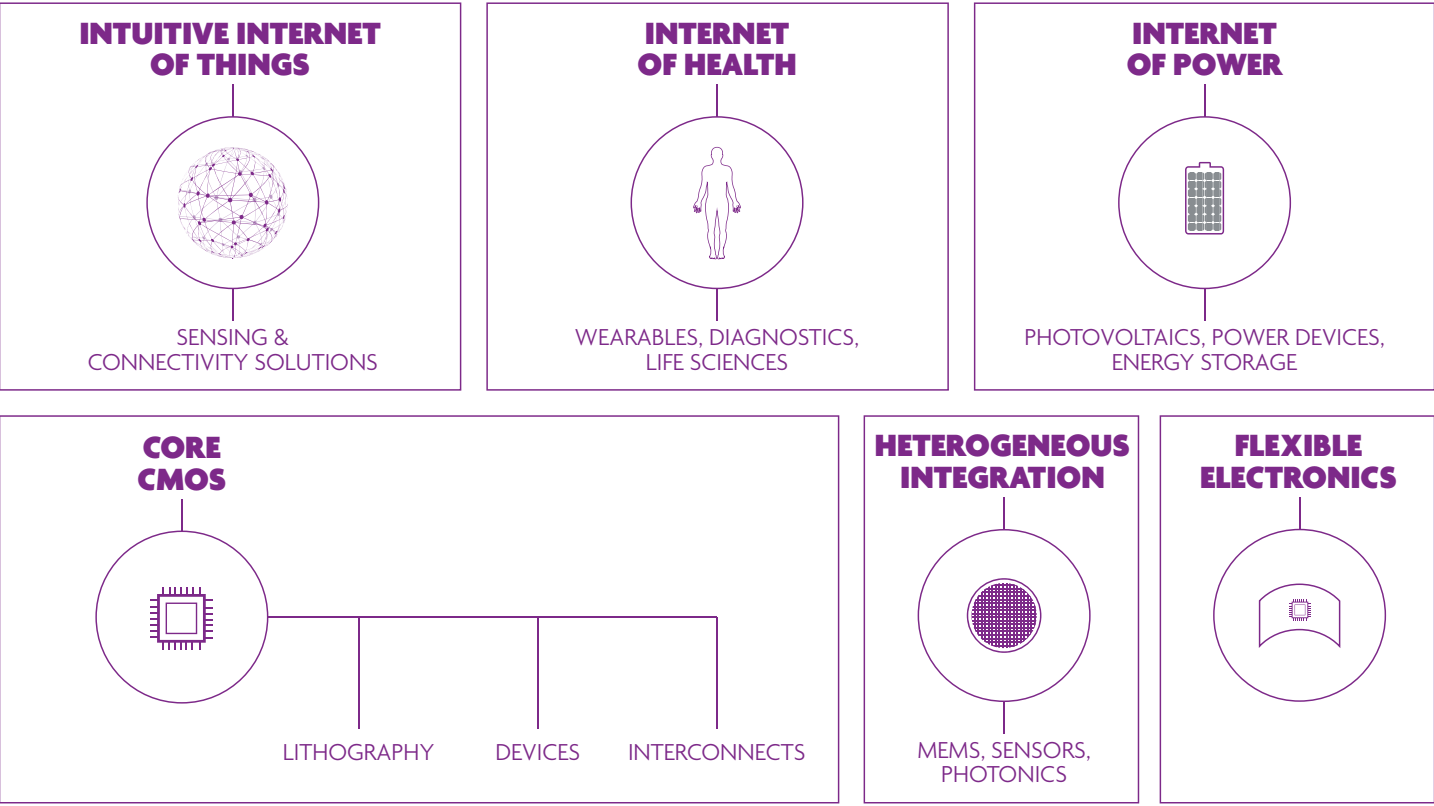 INTUITIVE INTERNET
OF THINGS
SENSING &
CONNECTIVITY SOLUTIONS
INTERNET
OF HEALTH
WEARABLES, DIAGNOSTICS,
LIFE SCIENCES
INTERNET
OF POWER
PHOTOVOLTAICS, POWER DEVICES,
ENERGY STORAGE
CORE
CMOS
LITHOGRAPHY
DEVICES
INTERCONNECTS
HETEROGENEOUS
INTEGRATION
MEMS, SENSORS,
PHOTONICS
FLEXIBLE
ELECTRONICS